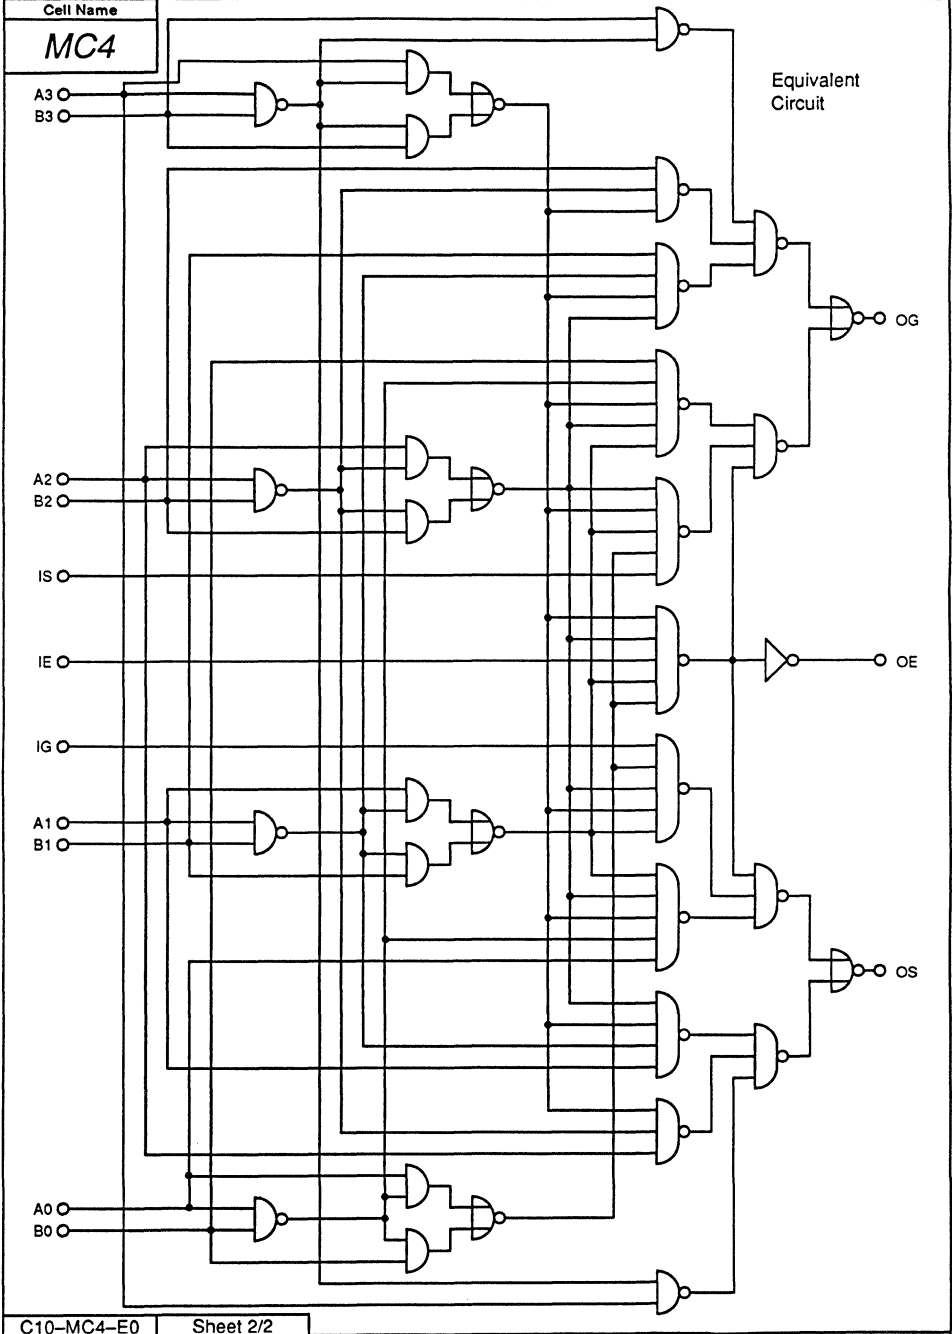 Cell Name
MC4
Equivalent
Circuit
A3
B3
OG
A2
B2
IS
IE
OE
IG
A1
B1
OS
A0
B0
C10–MC4–E0
Sheet 2/2